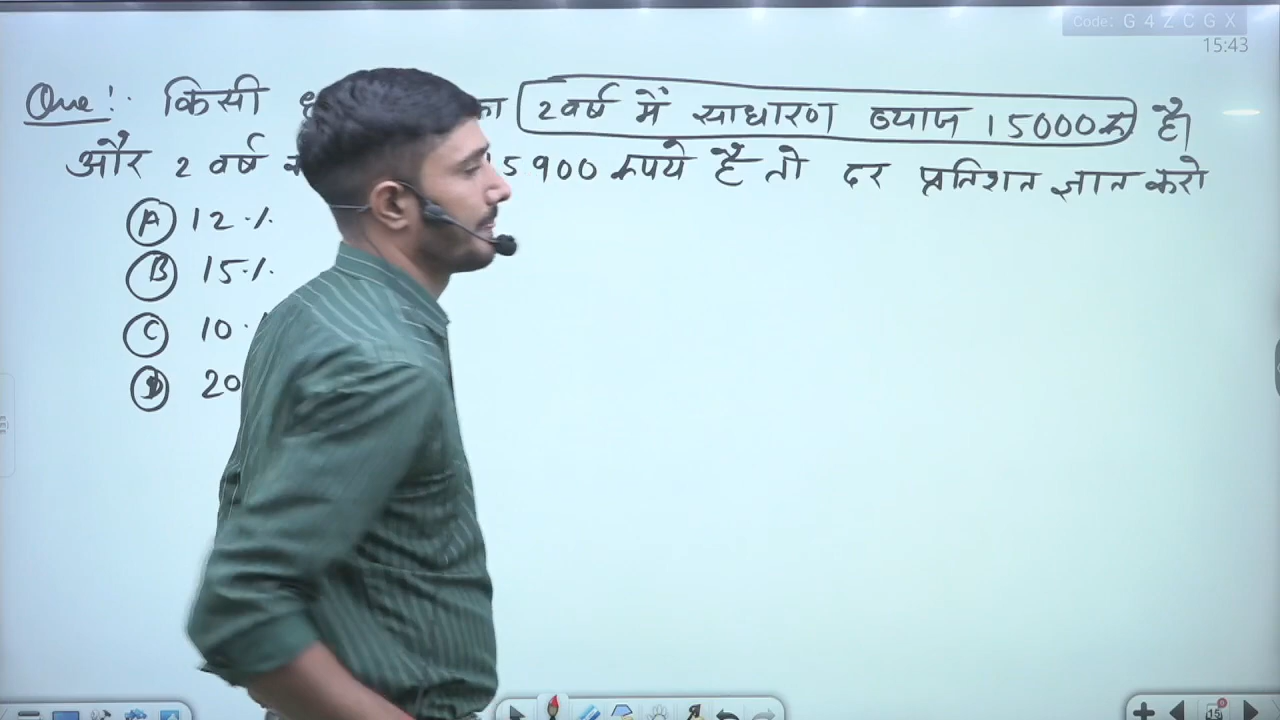 Code: G 4 Z C G X
15:43
Que!. किसी का 2 वर्ष में साधारण ब्याज 15000रू है।
और 2 वर्ष 5900 रूपये है तो दर प्रतिशत ज्ञात करो
(A) 12.%
(B) 15.%
(C) 10.
(D) 20
15